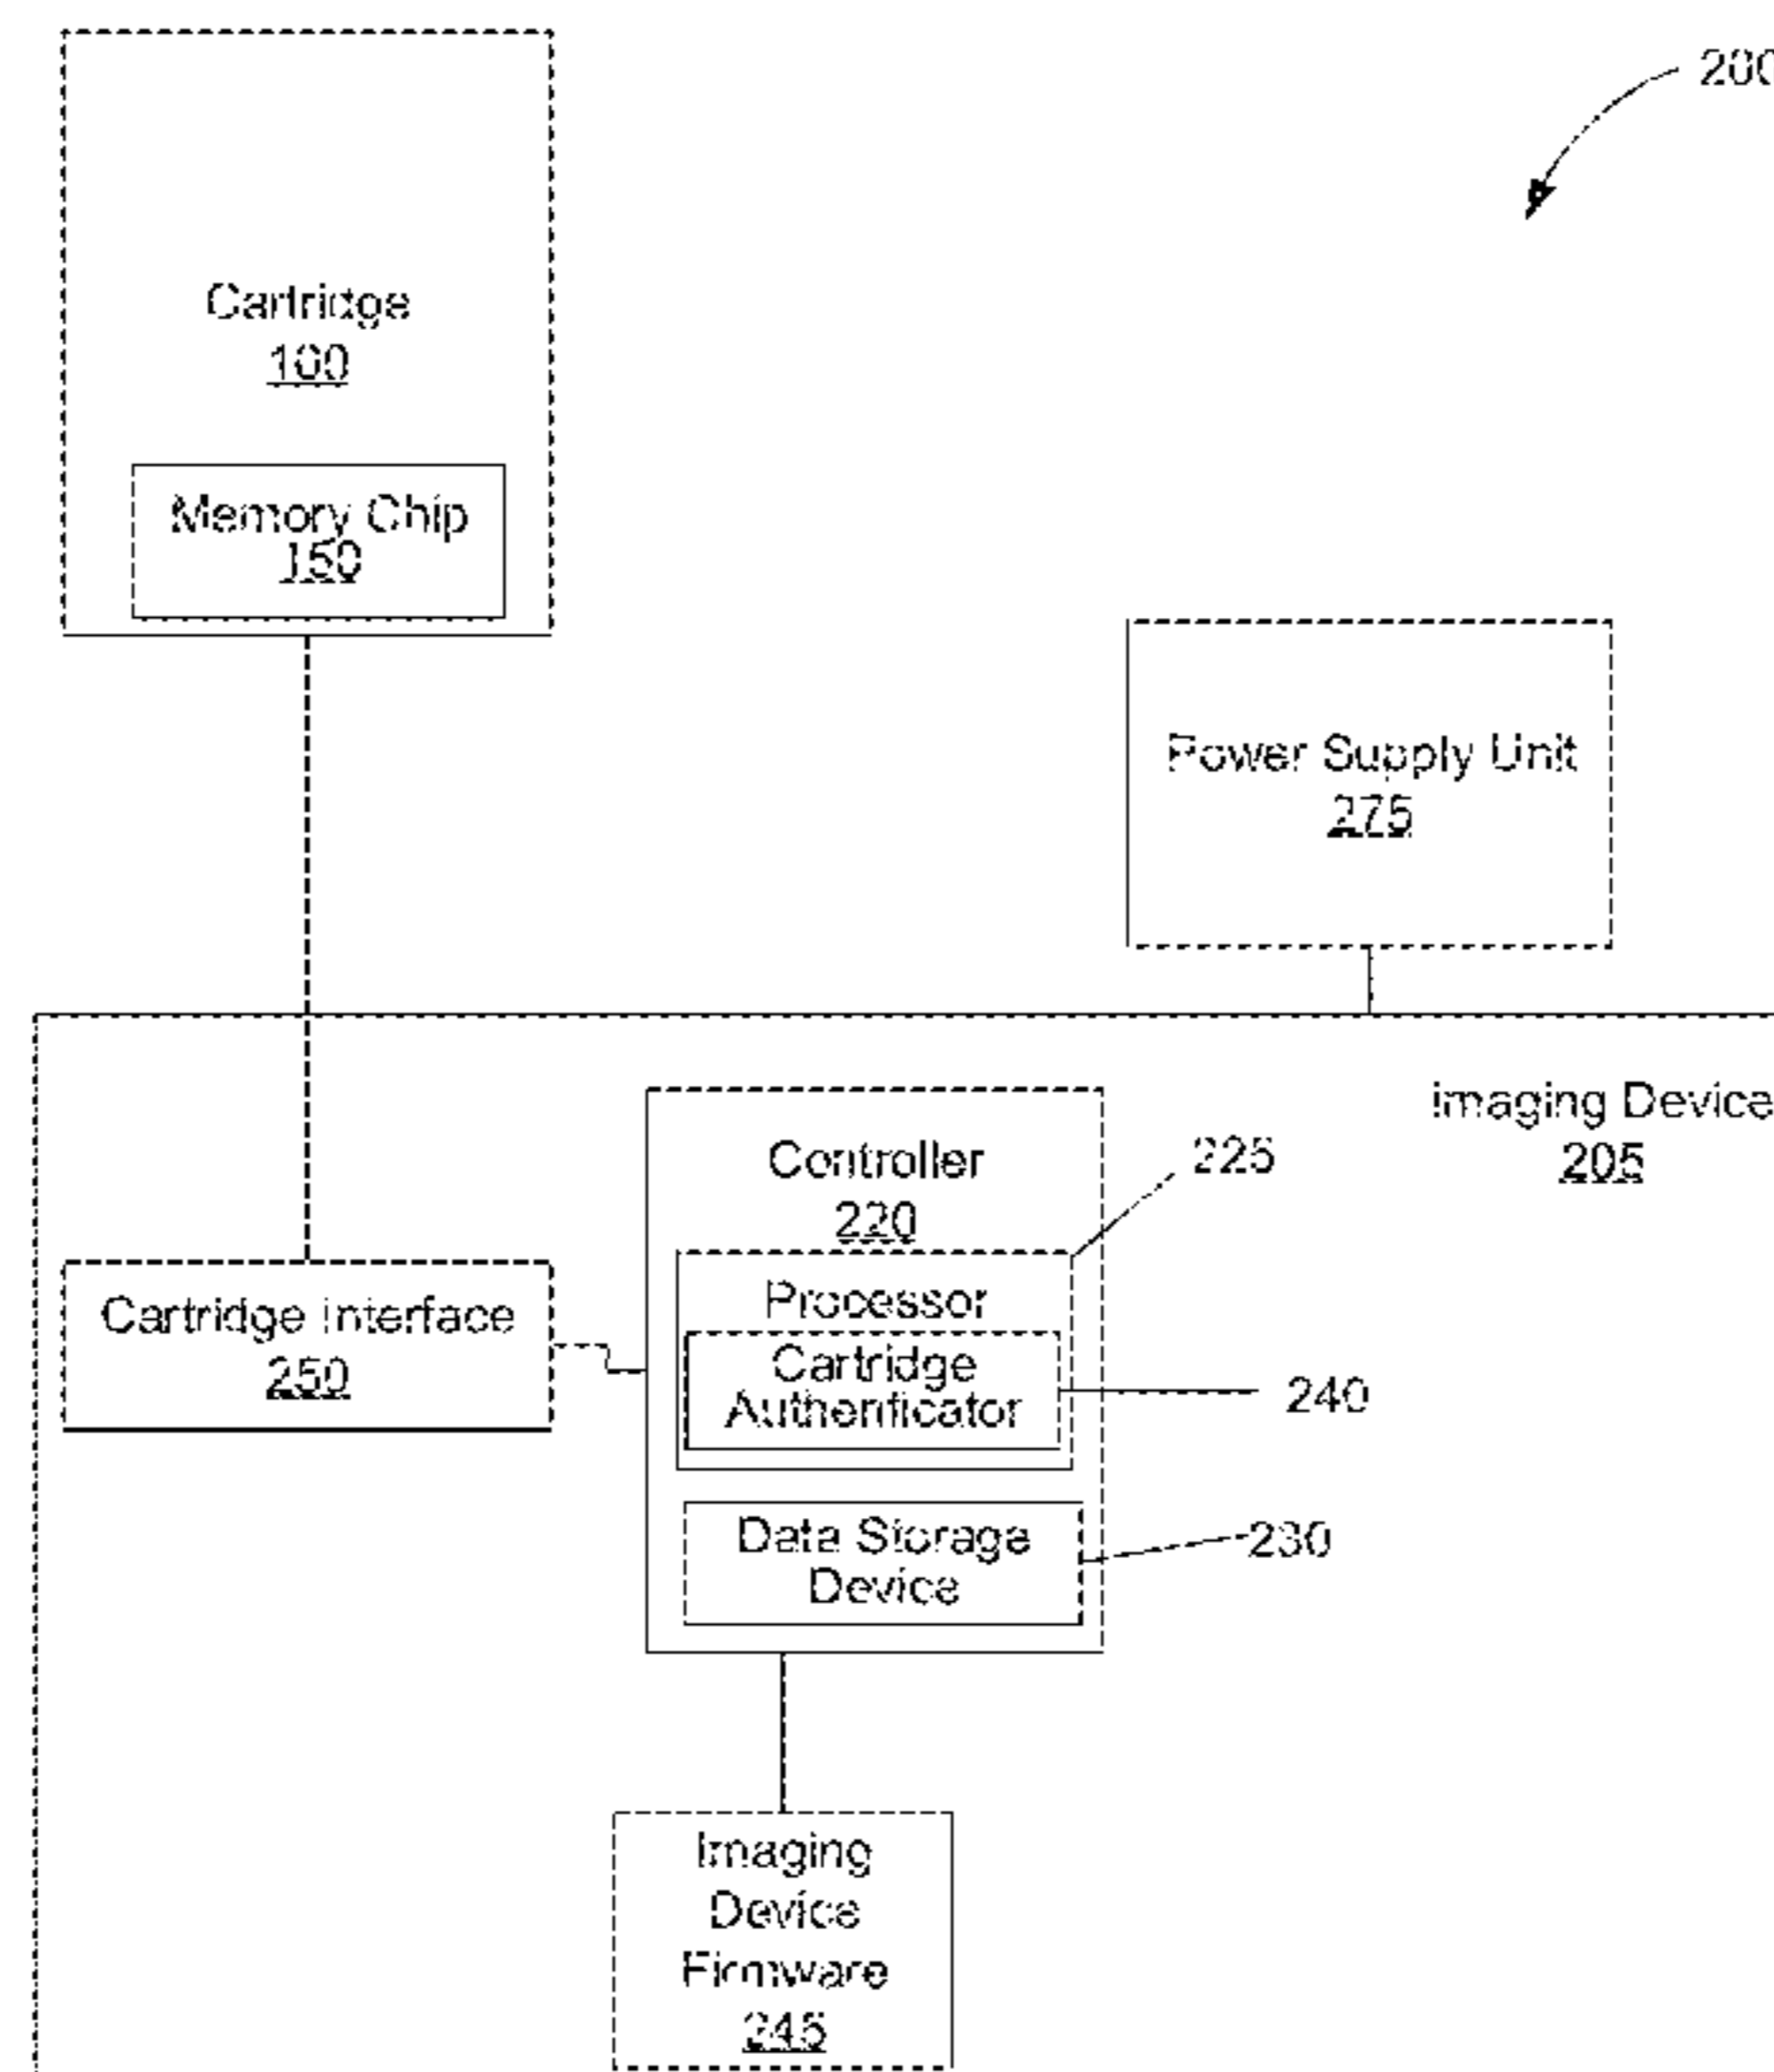 200
Cartridge
100
Memory Chip
150
Power Supply Unit
275
Imaging Device
205
Controller
220
225
Processor
Cartridge Interface
250
Cartridge
Authenticator
240
Data Storage
Device
230
Imaging
Device
Firmware
245